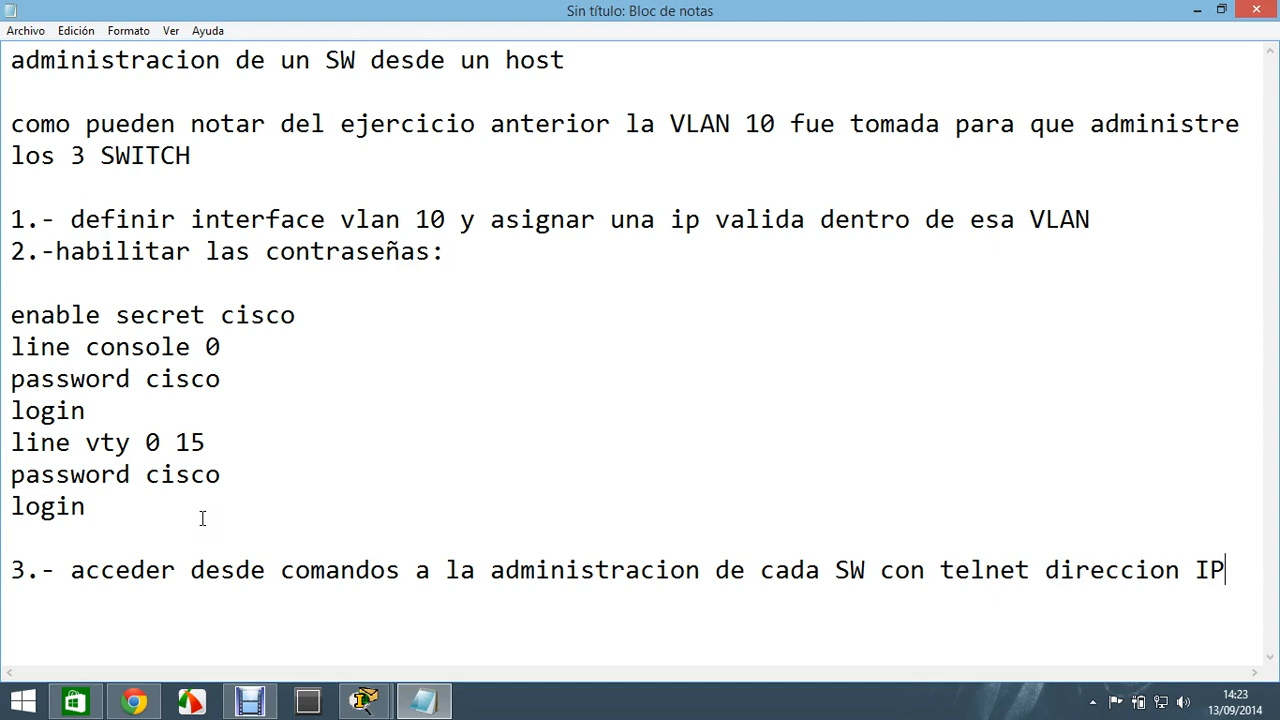 Sin título: Bloc de notas
Archivo Edición Formato Ver Ayuda
administracion de un SW desde un host
como pueden notar del ejercicio anterior la VLAN 10 fue tomada para que administre
los 3 SWITCH
1.- definir interface vlan 10 y asignar una ip valida dentro de esa VLAN
2.-habilitar las contraseñas:
enable secret cisco
line console 0
password cisco
login
line vty 0 15
password cisco
login
3.- acceder desde comandos a la administracion de cada SW con telnet direccion IP
14:23
13/09/2014